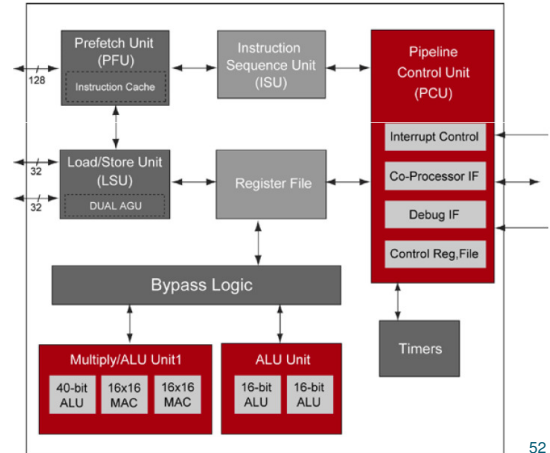 Prefetch Unit
(PFU)
Instruction Cache
128
Instruction
Sequence Unit
(ISU)
Pipeline
Control Unit
(PCU)
Interrupt Control
Co-Processor IF
Debug IF
Control Reg,File
Load/Store Unit
(LSU)
DUAL AGU
32
32
Register File
Bypass Logic
Multiply/ALU Unit1
40-bit
ALU
16x16
MAC
16x16
MAC
ALU Unit
16-bit
ALU
16-bit
ALU
Timers
52